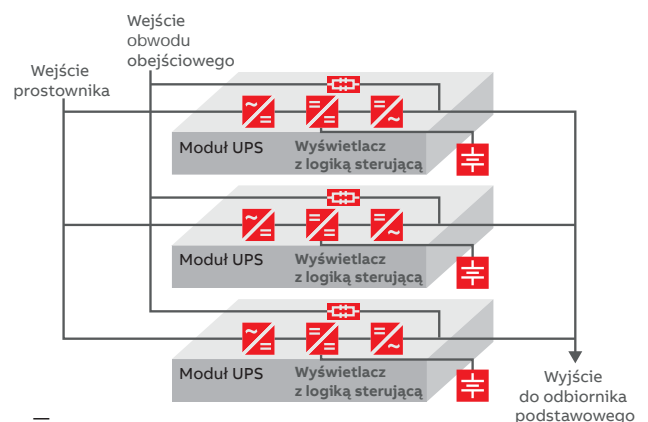 Wejście
obwodu
obejściowego
Wejście
prostownika
Moduł UPS
Wyświetlacz
z logiką sterującą
Moduł UPS
Wyświetlacz
z logiką sterującą
Moduł UPS
Wyświetlacz
z logiką sterującą
Wyjście
do odbiornika
podstawowego